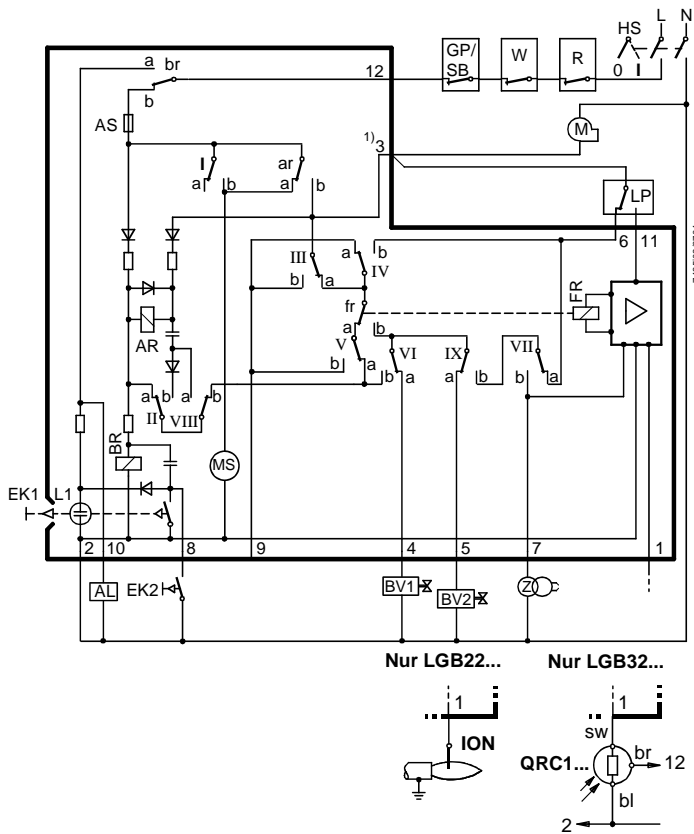 HS L N
a br
b
12
GP/
SB
W
R
0 I
AS
M
1) 3
I
ar
a b a b
LP
6 11
III
a b
IV
b a
fr
FR
AR
a b
V
VI
IX
VII
b
b a
a b
b a
a b a b
II VIII
BR
MS
EK1 L1
2 10 8 9 4 5 7 1
AL
EK2
BV1
BV2
Z
Nur LGB22... Nur LGB32...
1
1
sw
ION
br
12
QRC1...
bl
2